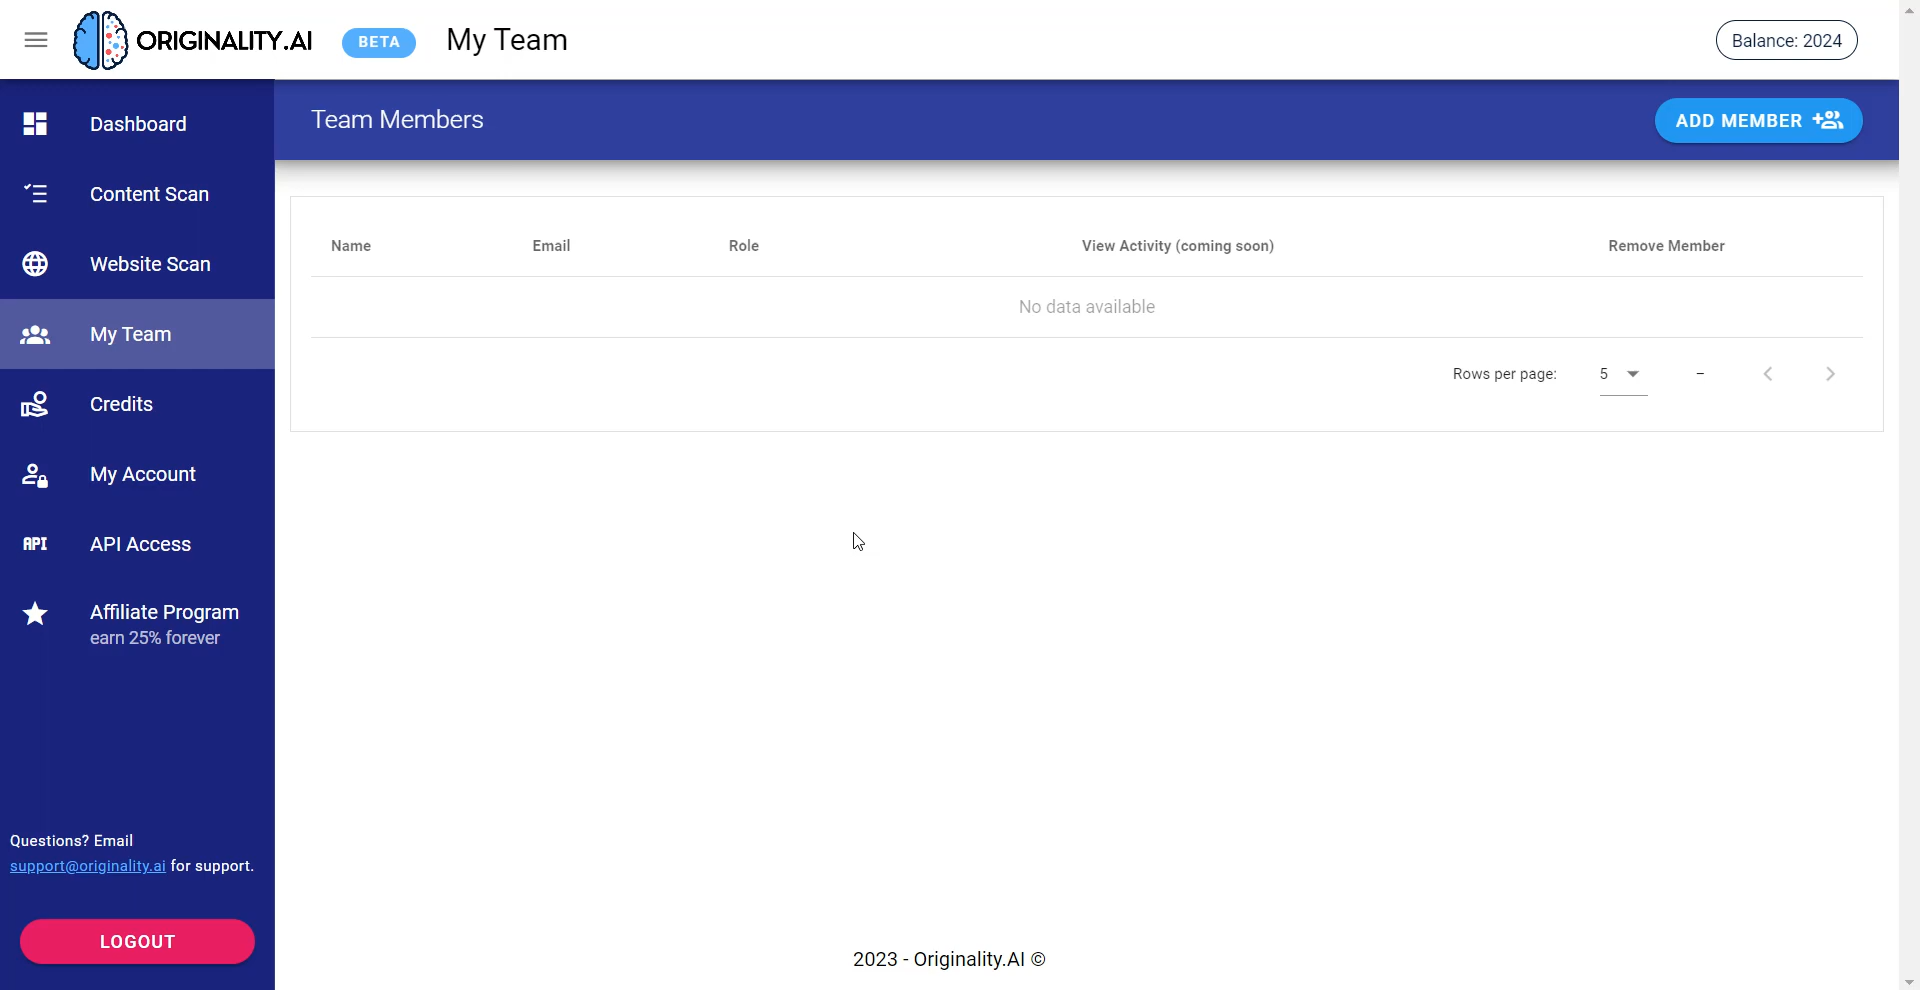 ORIGINALITY.AI
BETA
My Team
Balance: 2024
Dashboard
Content Scan
Website Scan
My Team
Credits
My Account
API
API Access
Affiliate Program
earn 25% forever
Questions? Email
support@originality.ai for support.
LOGOUT
Team Members
ADD MEMBER
Name Email Role View Activity (coming soon) Remove Member
No data available
Rows per page: 5 –
2023 - Originality.AI ©